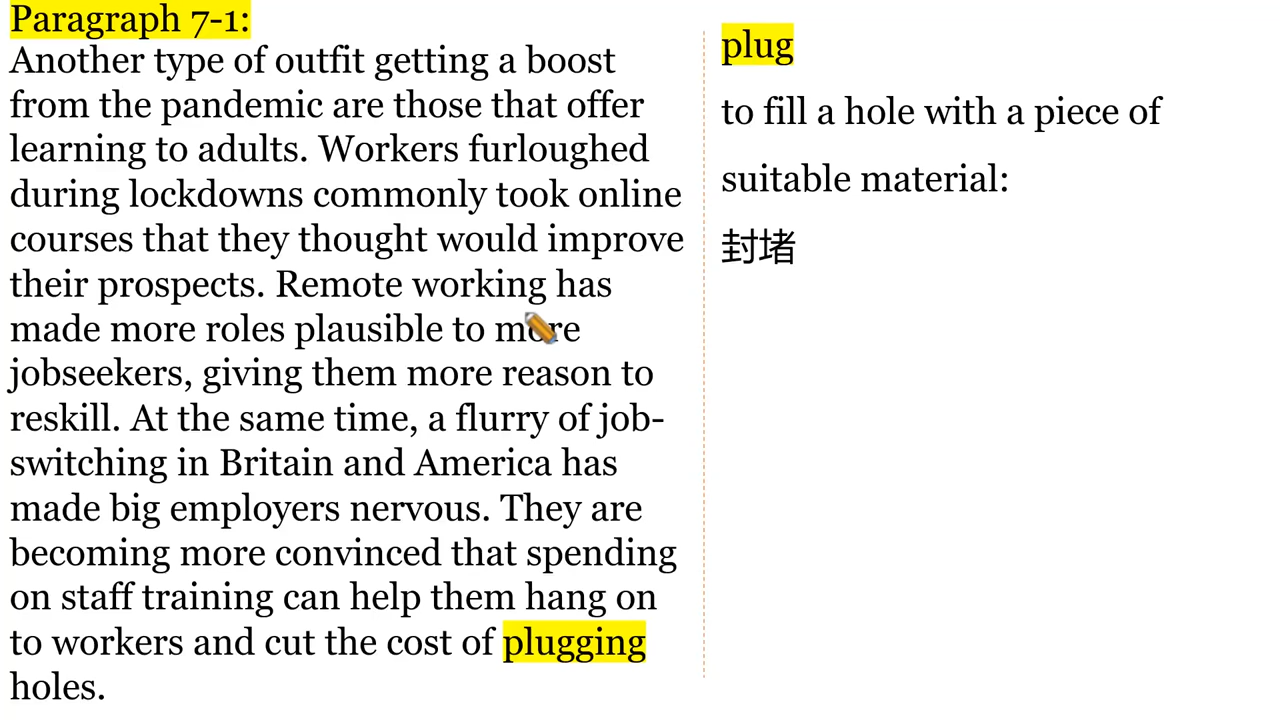 Paragraph 7-1:
Another type of outfit getting a boost
from the pandemic are those that offer
learning to adults. Workers furloughed
during lockdowns commonly took online
courses that they thought would improve
their prospects. Remote working has
made more roles plausible to more
jobseekers, giving them more reason to
reskill. At the same time, a flurry of job-
switching in Britain and America has
made big employers nervous. They are
becoming more convinced that spending
on staff training can help them hang on
to workers and cut the cost of plugging
holes.
plug
to fill a hole with a piece of
suitable material:
封堵